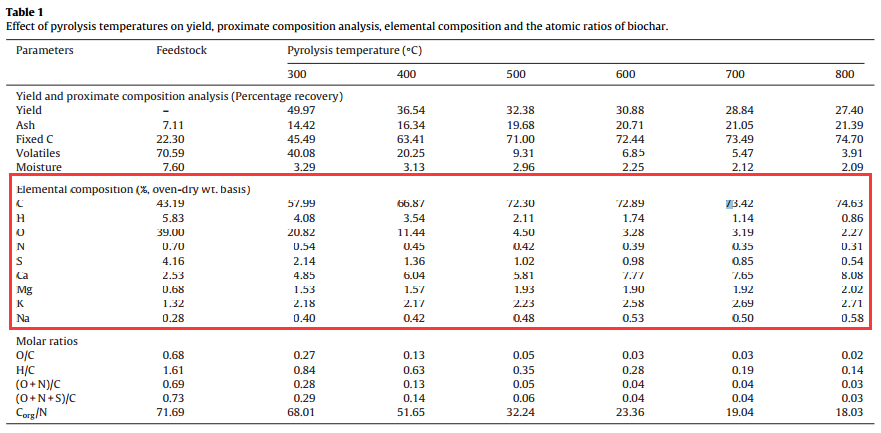 Table 1
Effect of pyrolysis temperatures on yield, proximate composition analysis, elemental composition and the atomic ratios of biochar.
Parameters Feedstock Pyrolysis temperature (°C)
300 400 500 600 700 800
Yield and proximate composition analysis (Percentage recovery)
Yield – 49.97 36.54 32.38 30.88 28.84 27.40
Ash 7.11 14.42 16.34 19.68 20.71 21.05 21.39
Fixed C 22.30 45.49 63.41 71.00 72.44 73.49 74.70
Volatiles 70.59 40.08 20.25 9.31 6.85 5.47 3.91
Moisture 7.60 3.29 3.13 2.96 2.25 2.12 2.09
Elemental composition (%, oven-dry wt. basis)
C 43.19 57.99 66.87 72.30 72.89 73.42 74.63
H 5.83 4.08 3.54 2.11 1.74 1.14 0.86
O 39.00 20.82 11.44 4.50 3.28 3.19 2.27
N 0.70 0.54 0.45 0.42 0.39 0.35 0.31
S 4.16 2.14 1.36 1.02 0.98 0.85 0.54
Ca 2.53 4.85 6.04 5.81 7.77 7.65 8.08
Mg 0.68 1.53 1.57 1.93 1.90 1.92 2.02
K 1.32 2.18 2.17 2.23 2.58 2.69 2.71
Na 0.28 0.40 0.42 0.48 0.53 0.50 0.58
Molar ratios
O/C 0.68 0.27 0.13 0.05 0.03 0.03 0.02
H/C 1.61 0.84 0.63 0.35 0.28 0.19 0.14
(O + N)/C 0.69 0.28 0.13 0.05 0.04 0.04 0.03
(O + N + S)/C 0.73 0.29 0.14 0.06 0.04 0.04 0.03
Corg/N 71.69 68.01 51.65 32.24 23.36 19.04 18.03